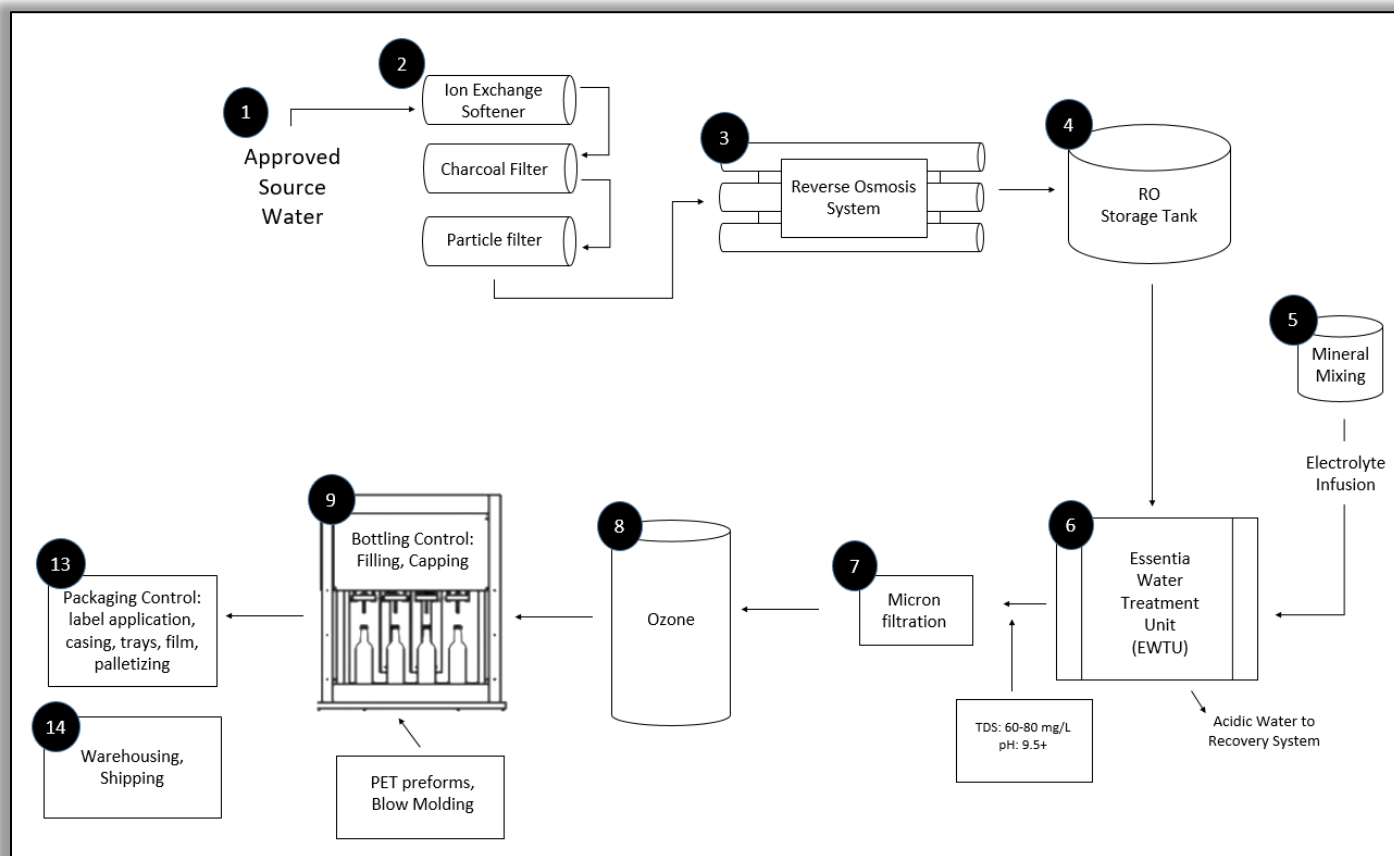 1
Approved
Source
Water
2
Ion Exchange
Softener
Charcoal Filter
Particle filter
3
Reverse Osmosis
System
4
RO
Storage Tank
5
Mineral
Mixing
Electrolyte
Infusion
6
Essentia
Water
Treatment
Unit
(EWTU)
Acidic Water to
Recovery System
TDS: 60-80 mg/L
pH: 9.5+
7
Micron
filtration
8
Ozone
9
Bottling Control:
Filling, Capping
PET preforms,
Blow Molding
13
Packaging Control:
label application,
casing, trays, film,
palletizing
14
Warehousing,
Shipping